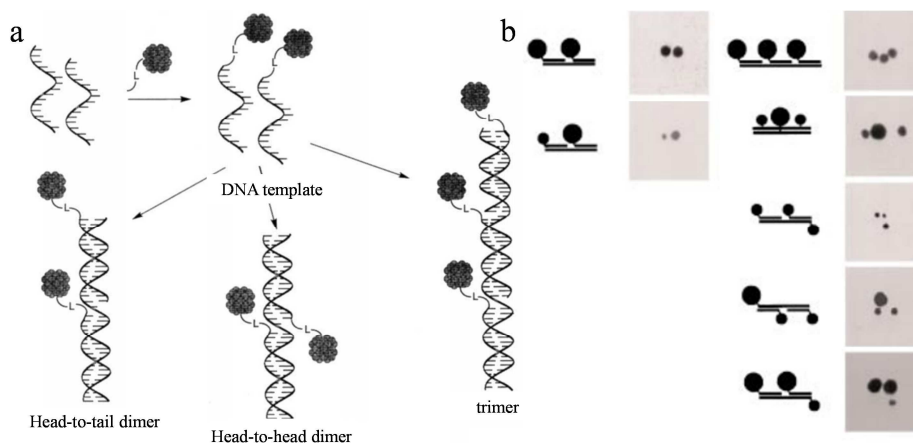 a
b
L
L
L
DNA template
L
L
L
L
L
L
L
Head-to-tail dimer
Head-to-head dimer
trimer